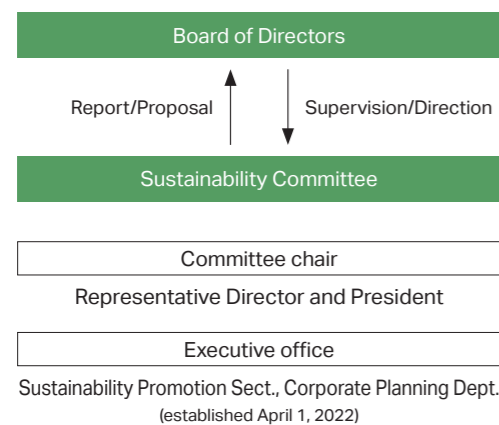 Board of Directors
Report/Proposal
Supervision/Direction
Sustainability Committee
Committee chair
Representative Director and President
Executive office
Sustainability Promotion Sect., Corporate Planning Dept.
(established April 1, 2022)